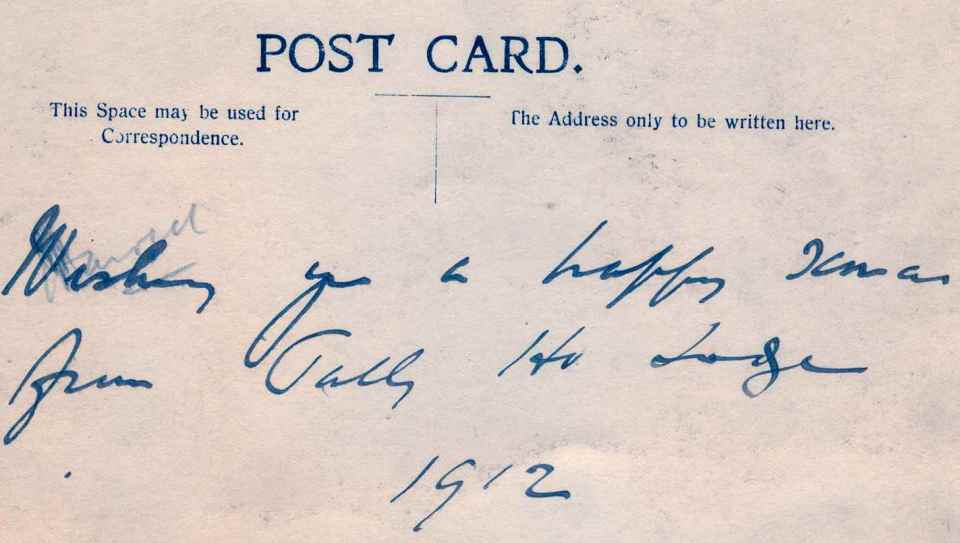 POST CARD.
This Space may be used for
Correspondence.
The Address only to be written here.
Wishing you a happy Xmas
from Tally Ho Lodge
1912